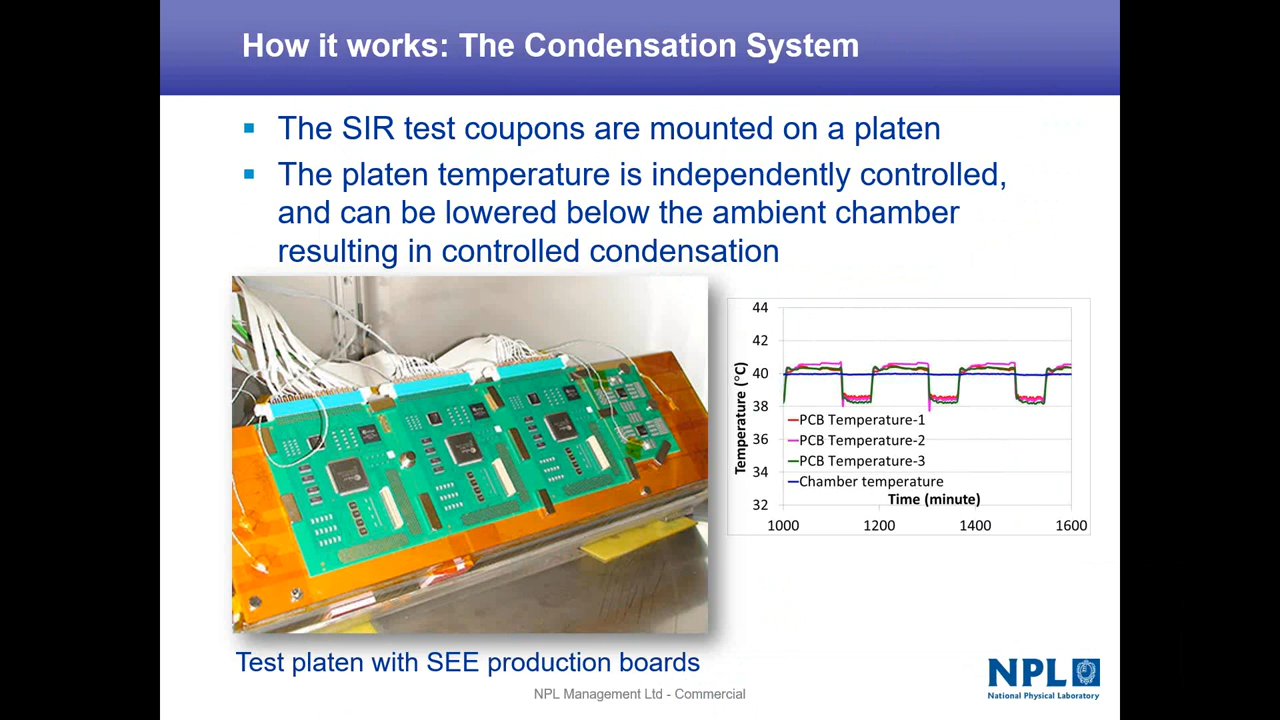 How it works: The Condensation System
The SIR test coupons are mounted on a platen
The platen temperature is independently controlled,
and can be lowered below the ambient chamber
resulting in controlled condensation
44
42
40
38
36
34
32
Temperature (°C)
PCB Temperature-1
PCB Temperature-2
PCB Temperature-3
Chamber temperature
Time (minute)
1000 1200 1400 1600
Test platen with SEE production boards
NPL Management Ltd - Commercial
NPL
National Physical Laboratory